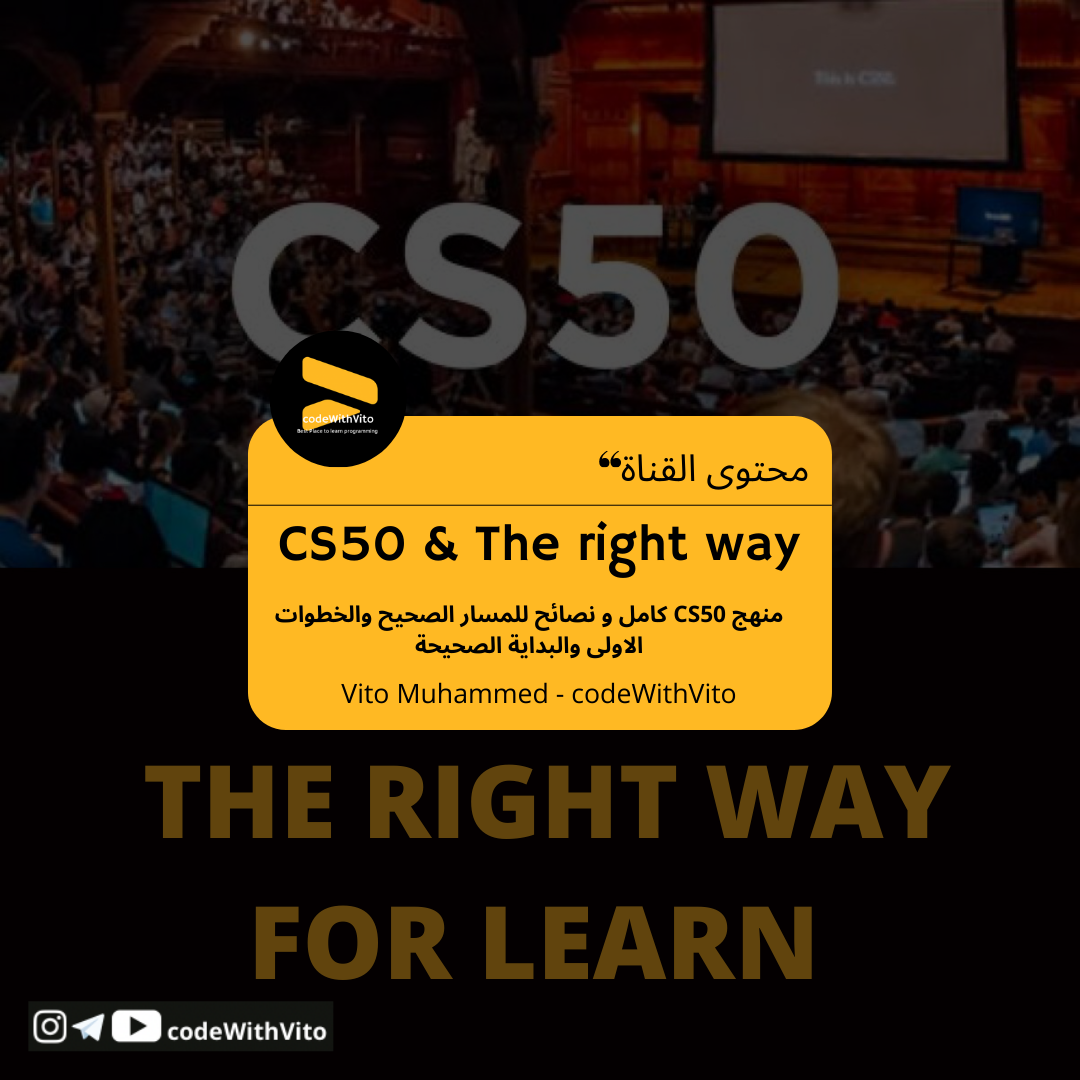 This is CS50.
CS50
codeWithVito
Best Place to learn programming
محتوى القناة❝
CS50 & The right way
منهج CS50 كامل و نصائح للمسار الصحيح والخطوات
الاولى والبداية الصحيحة
Vito Muhammed - codeWithVito
THE RIGHT WAY
FOR LEARN
codeWithVito